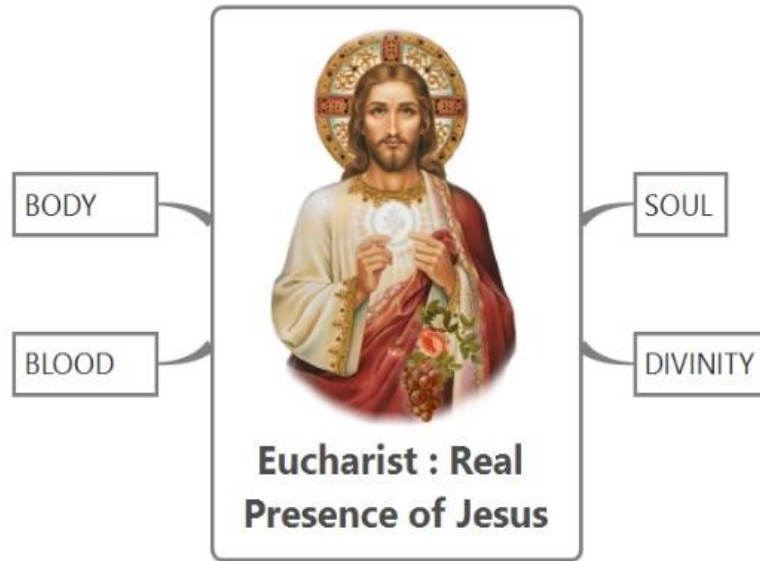 BODY
SOUL
BLOOD
DIVINITY
Eucharist : Real
Presence of Jesus